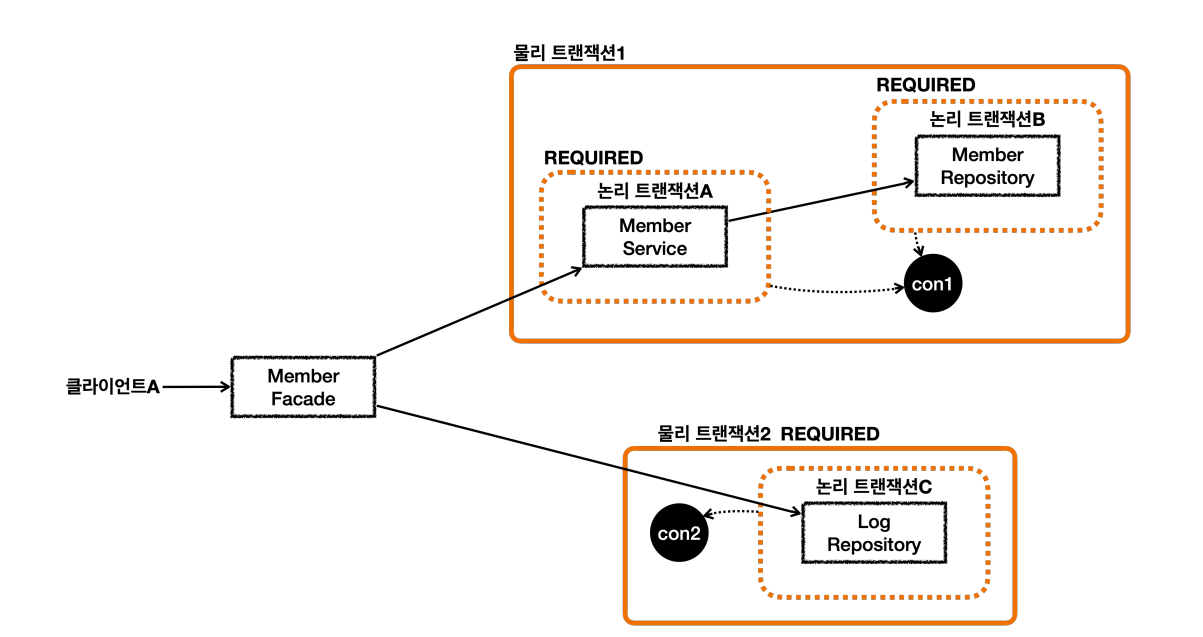 물리 트랜잭션1
REQUIRED
논리 트랜잭션B
Member
Repository
REQUIRED
논리 트랜잭션A
Member
Service
con1
클라이언트A
Member
Facade
물리 트랜잭션2 REQUIRED
논리 트랜잭션C
con2
Log
Repository